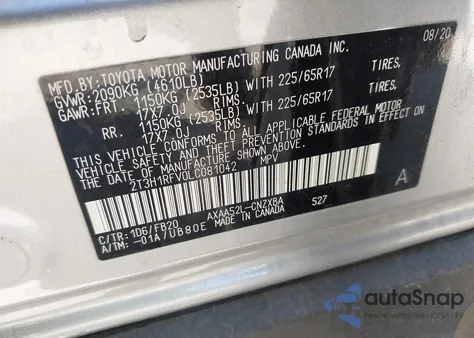 MFD.BY:TOYOTA MOTOR MANUFACTURING CANADA INC. 08/20
GVWR:2090KG (4610LB)
GAWR:FRT. 1150KG (2535LB) WITH 225/65R17 TIRES,
17X7.0J RIMS.
RR. 1150KG (2535LB) WITH 225/65R17 TIRES,
17X7.0J RIMS.
THIS VEHICLE CONFORMS TO ALL APPLICABLE FEDERAL MOTOR
VEHICLE SAFETY STANDARDS IN EFFECT ON
THE DATE OF MANUFACTURE SHOWN ABOVE.
2T3H1RFV0LC081042 MPV
C/TR:1D6/FB20 AXAA52L-CNZXBA 527 A
A/TM:-01A/UB80E MADE IN CANADA
autoSnap